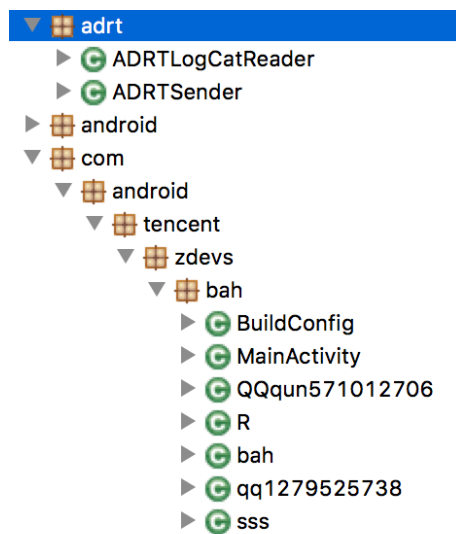 adrt
ADRTLogCatReader
ADRTSender
android
com
android
tencent
zdevs
bah
BuildConfig
MainActivity
QQqun571012706
R
bah
qq1279525738
sss